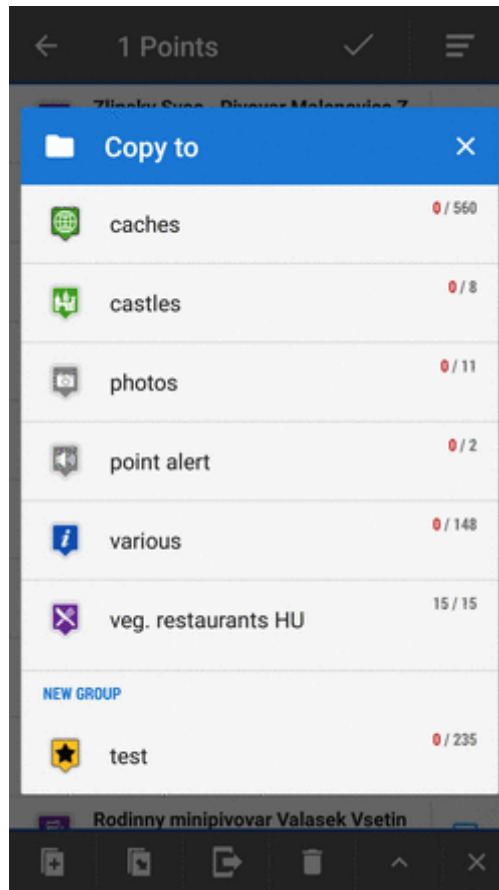 1 Points
Copy to
caches
0 / 560
castles
0 / 8
photos
0 / 11
point alert
0 / 2
various
0 / 148
veg. restaurants HU
15 / 15
NEW GROUP
test
0 / 235
Rodinny minipivovar Valasek Vsetin